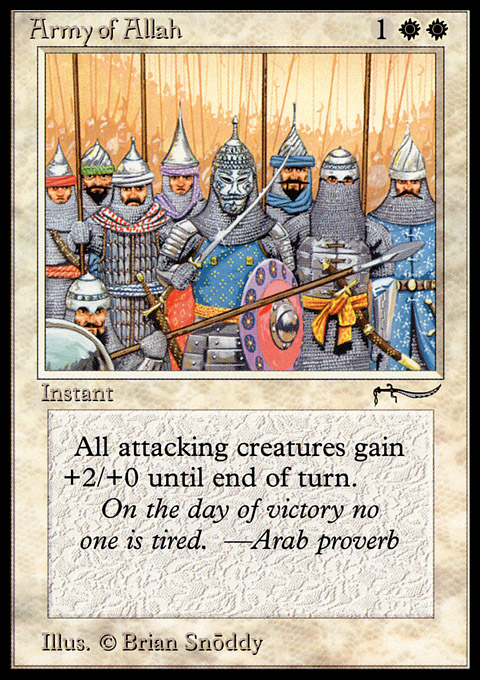 Army of Allah 1
Instant
All attacking creatures gain
+2/+0 until end of turn.
On the day of victory no
one is tired. —Arab proverb
Illus. © Brian Snōddy